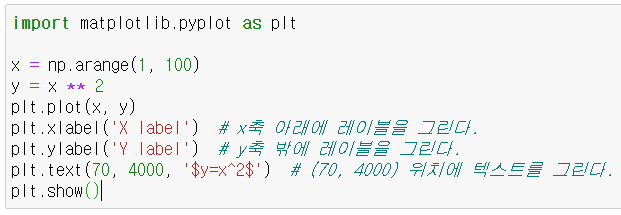 import matplotlib.pyplot as plt
x = np.arange(1, 100)
y = x ** 2
plt.plot(x, y)
plt.xlabel('X label')  # x축 아래에 레이블을 그린다.
plt.ylabel('Y label')  # y축 밖에 레이블을 그린다.
plt.text(70, 4000, '$y=x^2$')  # (70, 4000) 위치에 텍스트를 그린다.
plt.show()